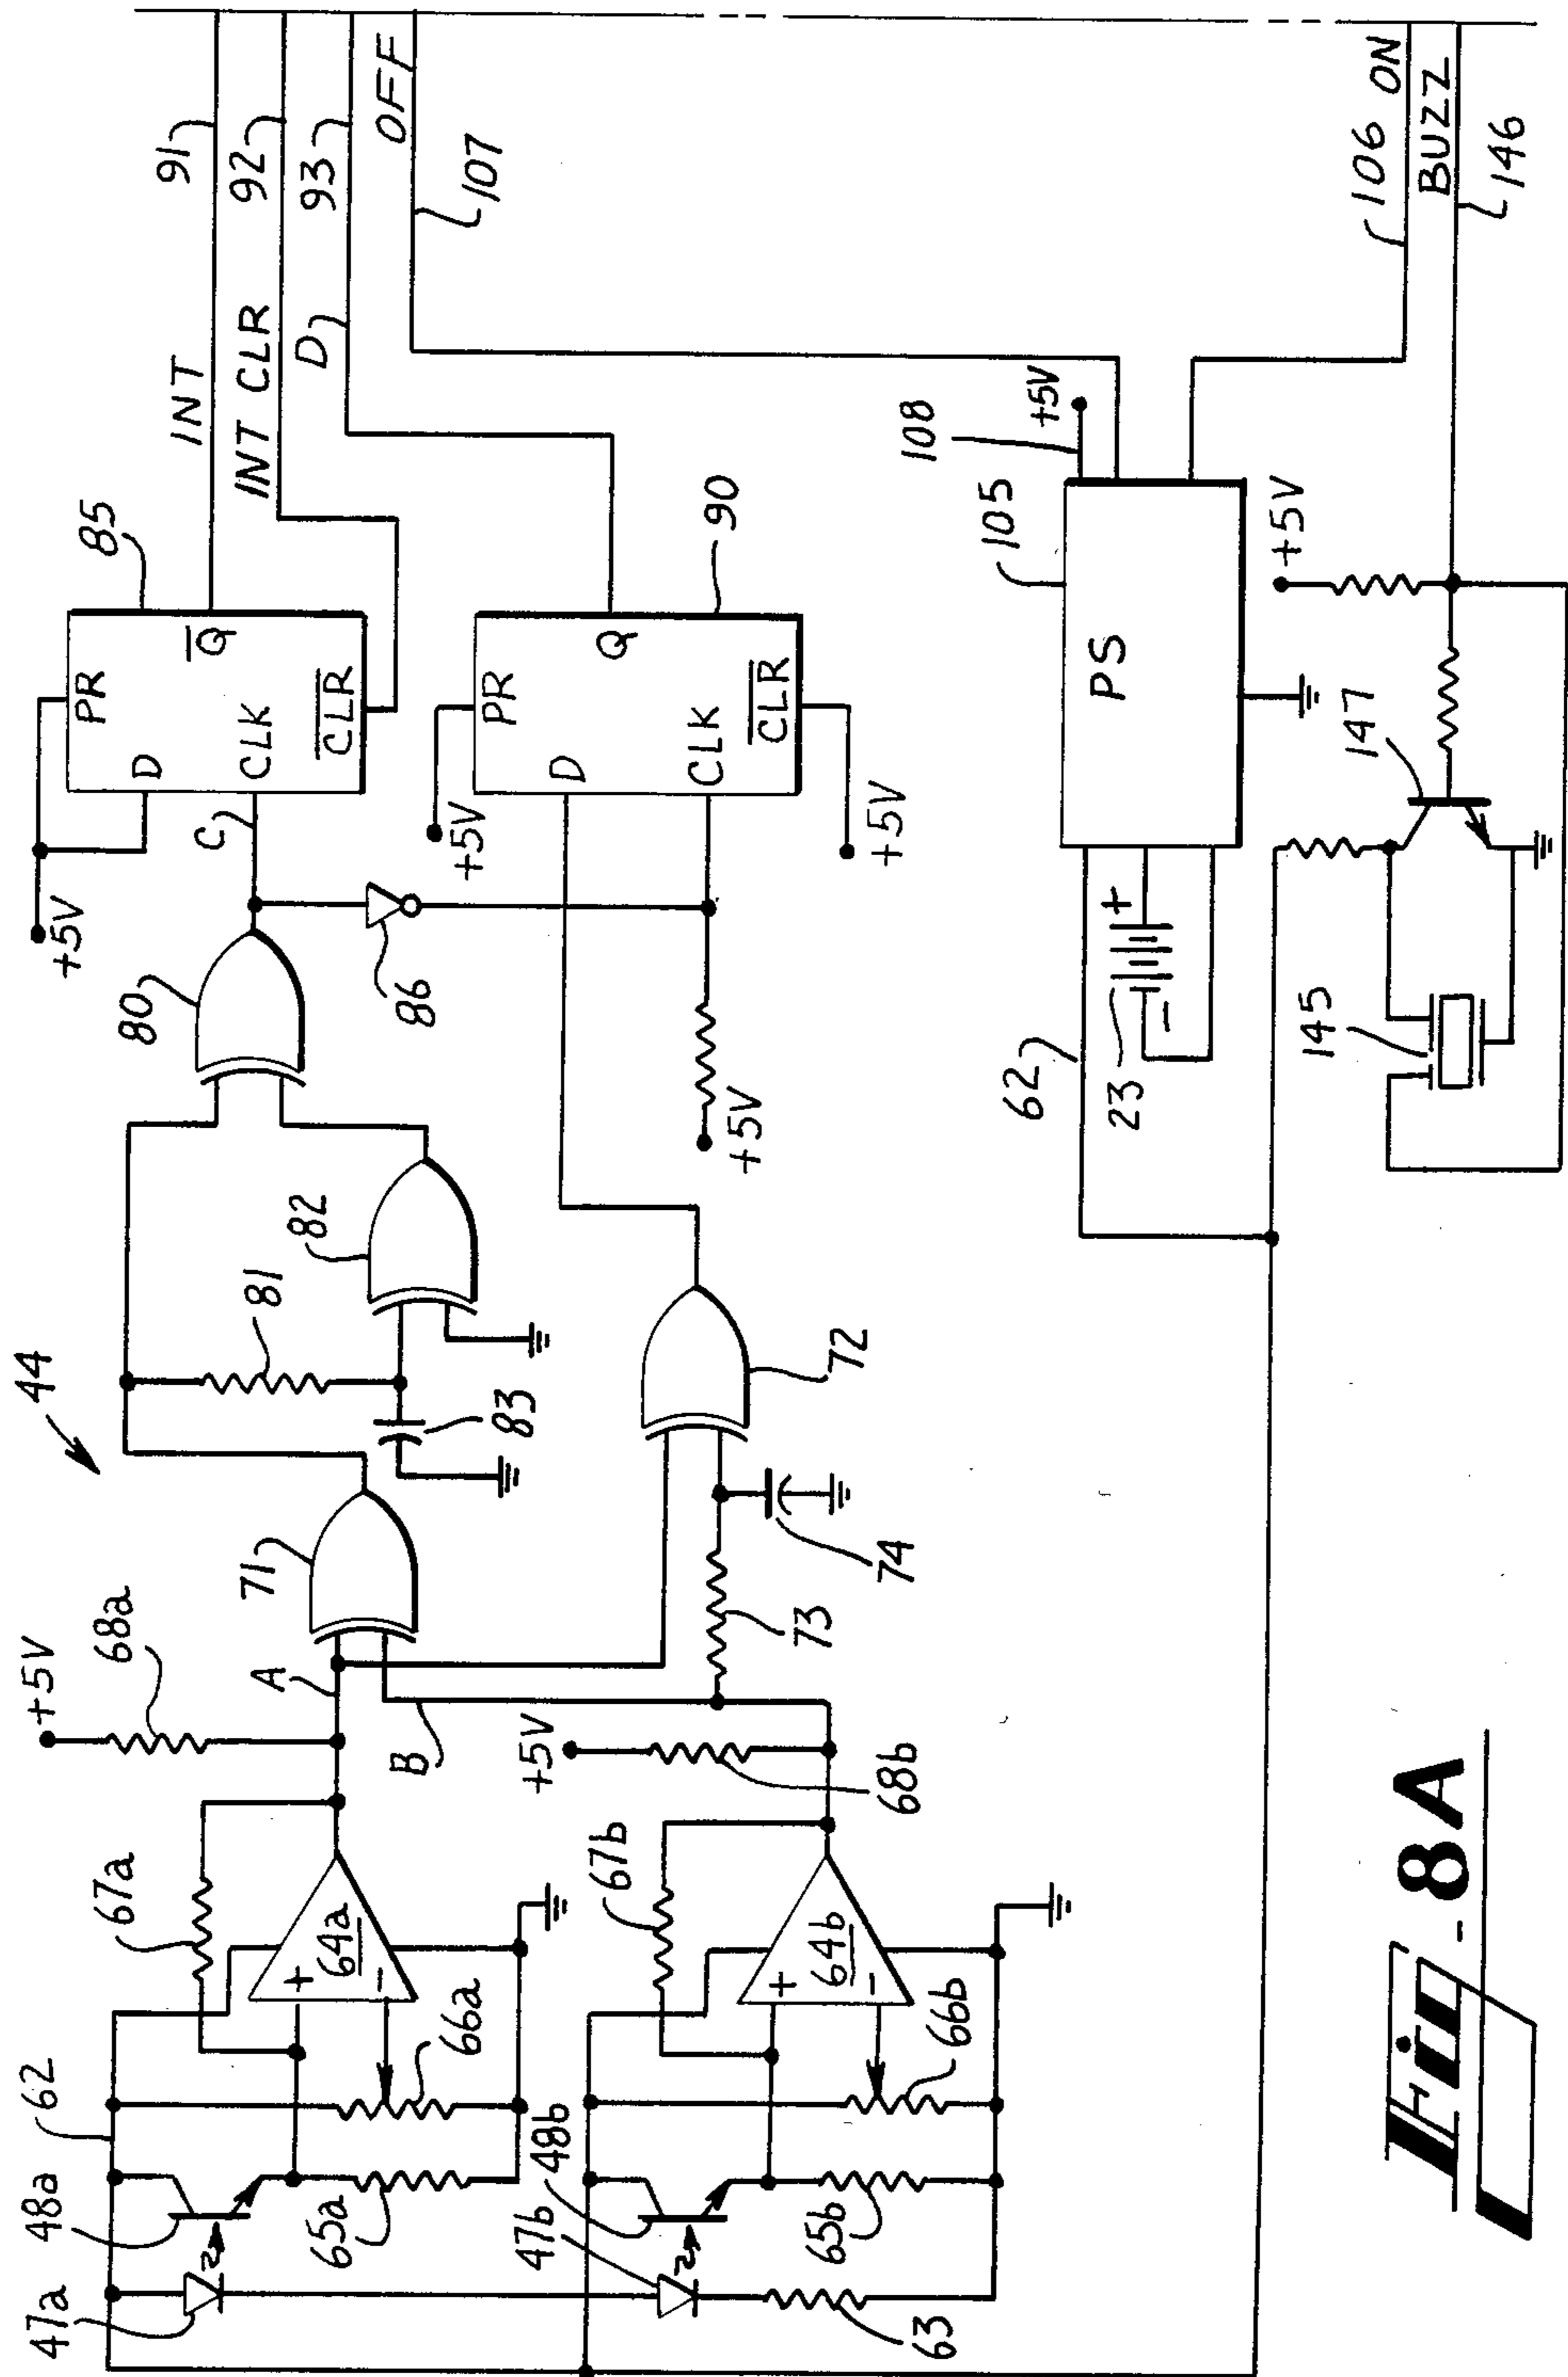 44
+5V
+5V
PR
85
D
Q
INT
91
C
CLK
CLR
INT CLR
92
80
71
68a
A
81
82
86
+5V
PR
D
93
OFF
107
D
Q
90
CLK
CLR
+5V
+5V
83
72
73
74
B
+5V
68b
62
48a
47a
65a
66a
67a
64a
+
-
48b
47b
65b
66b
67b
64b
+
-
63
62
23
+
-
PS
105
108
+5V
106 ON
BUZZ
146
+5V
147
145
Fig_8A